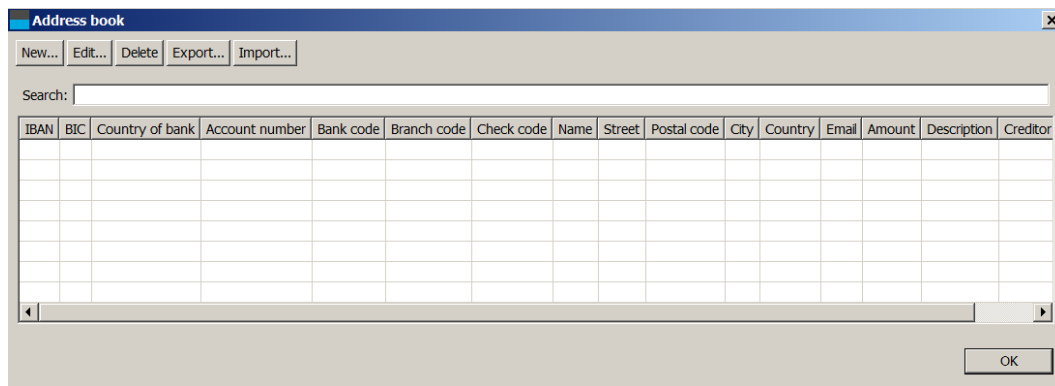 Address book
New... Edit... Delete Export... Import...
Search:
IBAN BIC Country of bank Account number Bank code Branch code Check code Name Street Postal code City Country Email Amount Description Creditor
OK